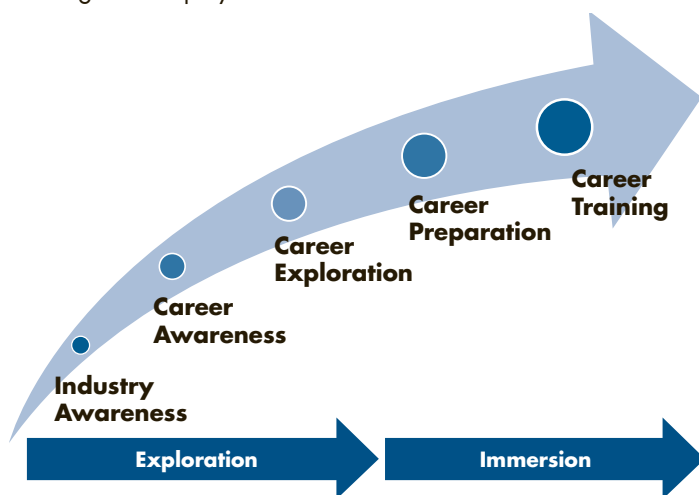 Industry
Awareness
Career
Awareness
Career
Exploration
Career
Preparation
Career
Training
Exploration
Immersion